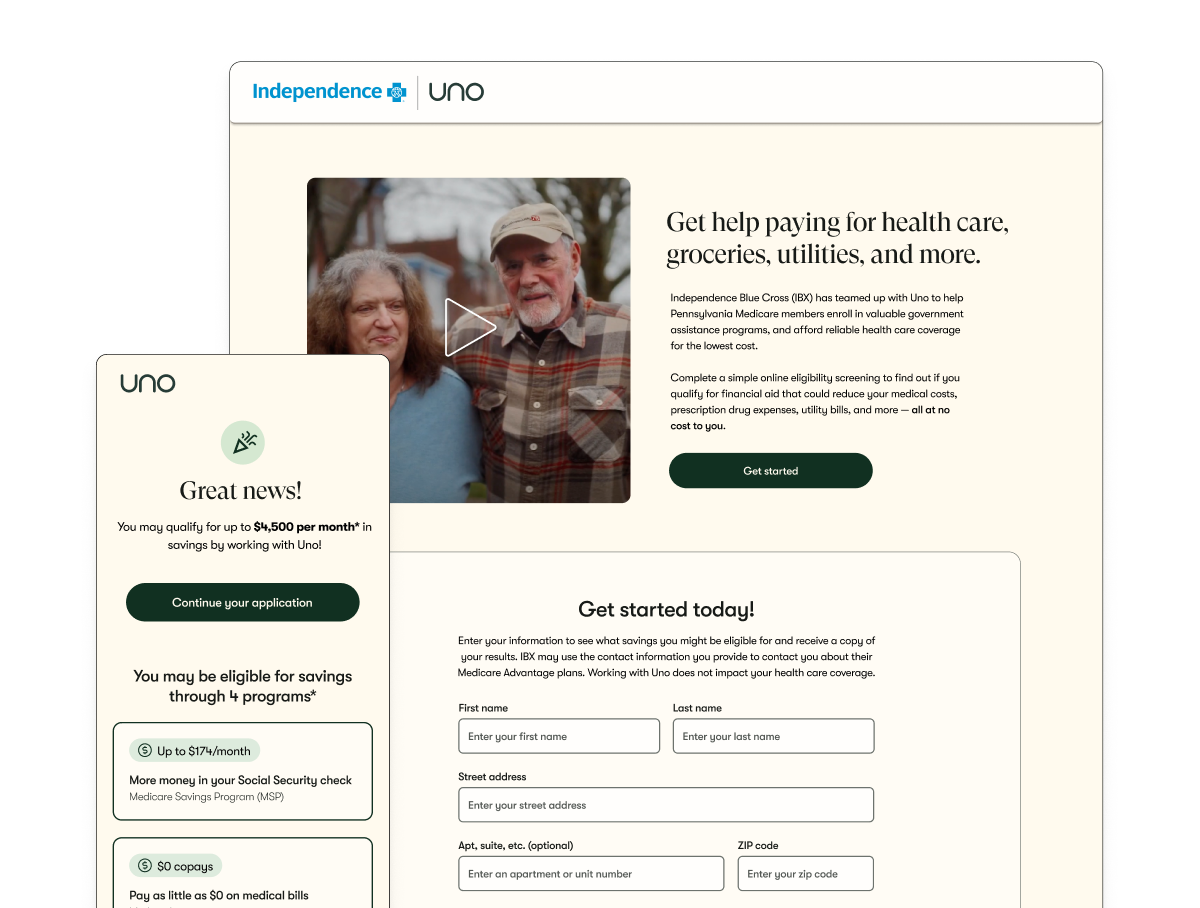 Independence
UNO
Get help paying for health care,
groceries, utilities, and more.
Independence Blue Cross (IBX) has teamed up with Uno to help
Pennsylvania Medicare members enroll in valuable government
assistance programs, and afford reliable health care coverage
for the lowest cost.
Complete a simple online eligibility screening to find out if you
qualify for financial aid that could reduce your medical costs,
prescription drug expenses, utility bills, and more — all at no
cost to you.
Get started
UNO
Great news!
You may qualify for up to $4,500 per month* in
savings by working with Uno!
Continue your application
You may be eligible for savings
through 4 programs*
Up to $174/month
More money in your Social Security check
Medicare Savings Program (MSP)
$0 copays
Pay as little as $0 on medical bills
Get started today!
Enter your information to see what savings you might be eligible for and receive a copy of
your results. IBX may use the contact information you provide to contact you about their
Medicare Advantage plans. Working with Uno does not impact your health care coverage.
First name
Last name
Enter your first name
Enter your last name
Street address
Enter your street address
Apt, suite, etc. (optional)
ZIP code
Enter an apartment or unit number
Enter your zip code